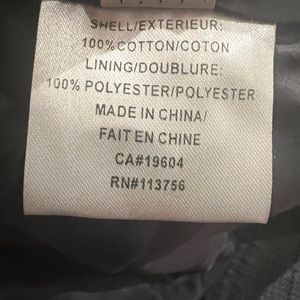 SHELL/EXTERIEUR:
100%COTTON/COTON
LINING/DOUBLURE:
100% POLYESTER/POLYESTER
MADE IN CHINA/
FAIT EN CHINE
CA#19604
RN#113756